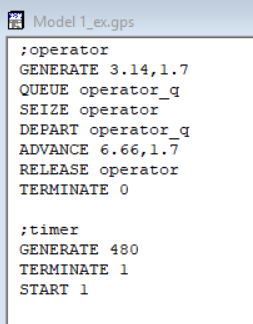 Model 1_ex.gps
;operator
GENERATE 3.14,1.7
QUEUE operator_q
SEIZE operator
DEPART operator_q
ADVANCE 6.66,1.7
RELEASE operator
TERMINATE 0
;timer
GENERATE 480
TERMINATE 1
START 1